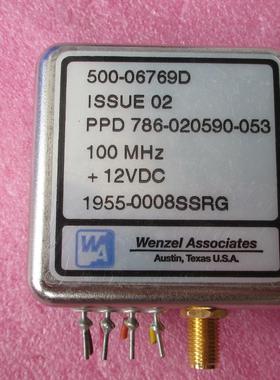 500-06769D
ISSUE 02
PPD 786-020590-053
100 MHz
+ 12VDC
1955-0008SSRG
WA
Wenzel Associates
Austin, Texas U.S.A.